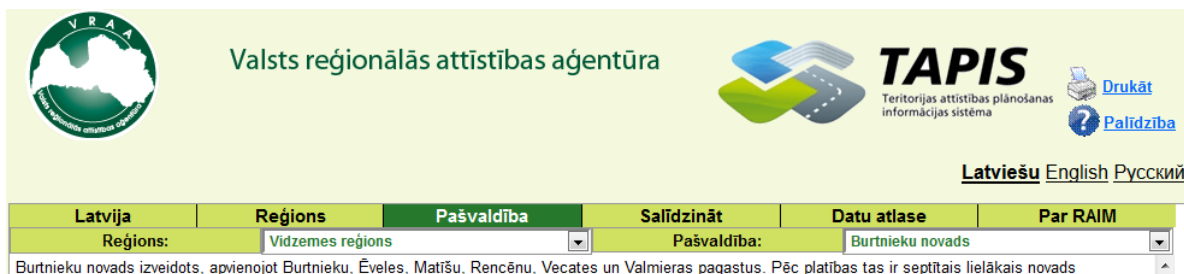 VRAA
Valsts reģionālās attīstības aģentūra
Valsts reģionālās attīstības aģentūra
TAPIS
Teritorijas attīstības plānošanas
informācijas sistēma
Drukāt
Palīdzība
Latviešu English Русский
Latvija Reģions Pašvaldība Salīdzināt Datu atlase Par RAIM
Reģions: Vidzemes reģions Pašvaldība: Burtnieku novads
Burtnieku novads izveidots, apvienojot Burtnieku, Ēveles, Matīšu, Rencēnu, Vecates un Valmieras pagastus. Pēc platības tas ir septītais lielākais novads